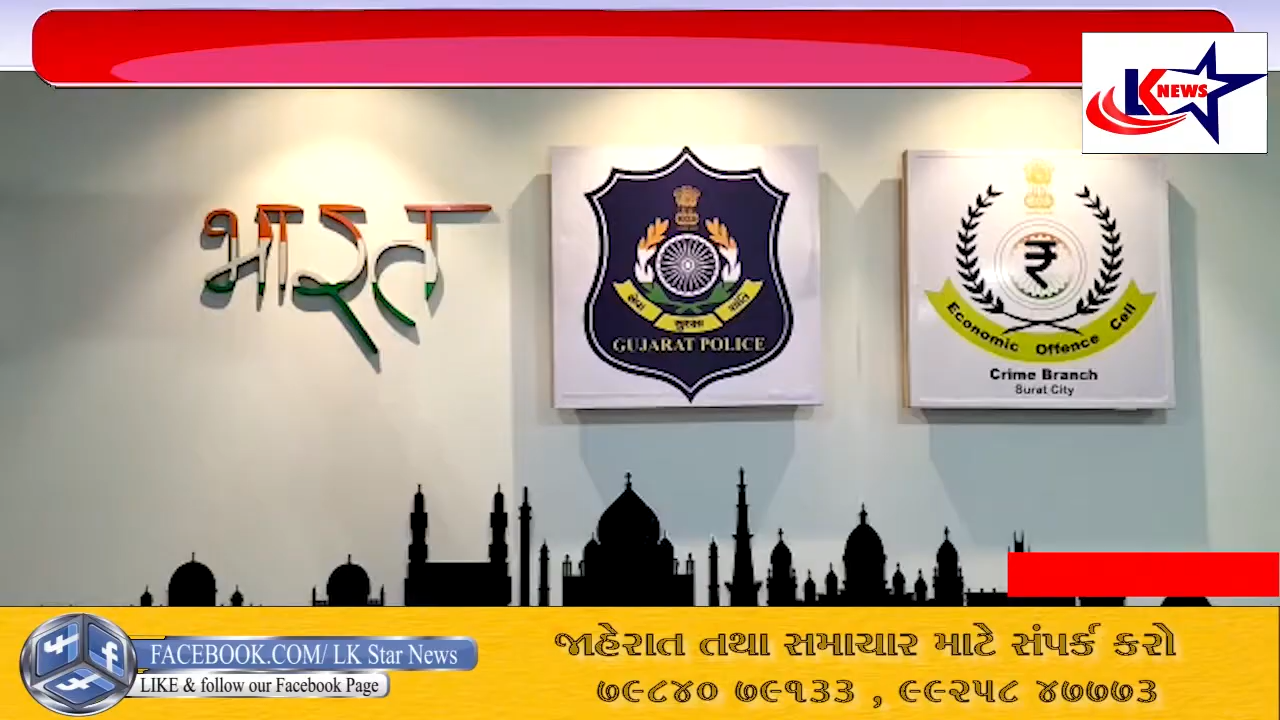 LK NEWS
भारत
सेवा सुरक्षा शांति
GUJARAT POLICE
₹
Economic Offence Cell
Crime Branch
Surat City
FACEBOOK.COM/ LK Star News
LIKE & follow our Facebook Page
જાહેરાત તથા સમાચાર માટે સંપર્ક કરો
૭૯૮૪૦ ૭૯૧૩૩ , ૯૯૨૫૮ ૪૭૭૭૩